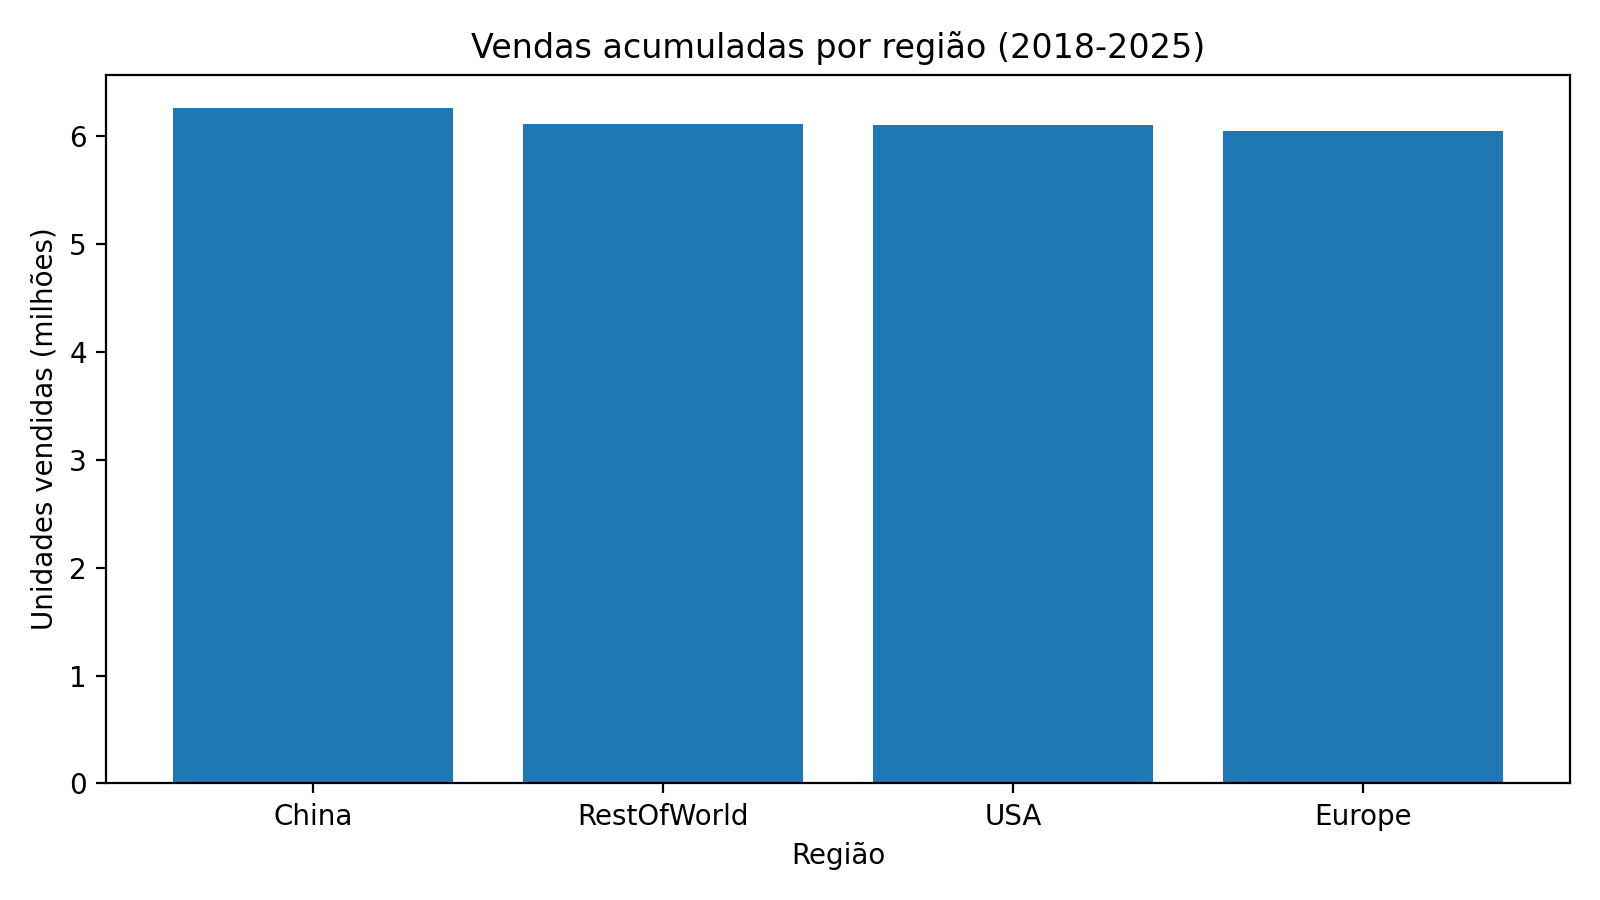 Vendas acumuladas por região (2018-2025)
Unidades vendidas (milhões)
6
5
4
3
2
1
0
China RestOfWorld USA Europe
Região